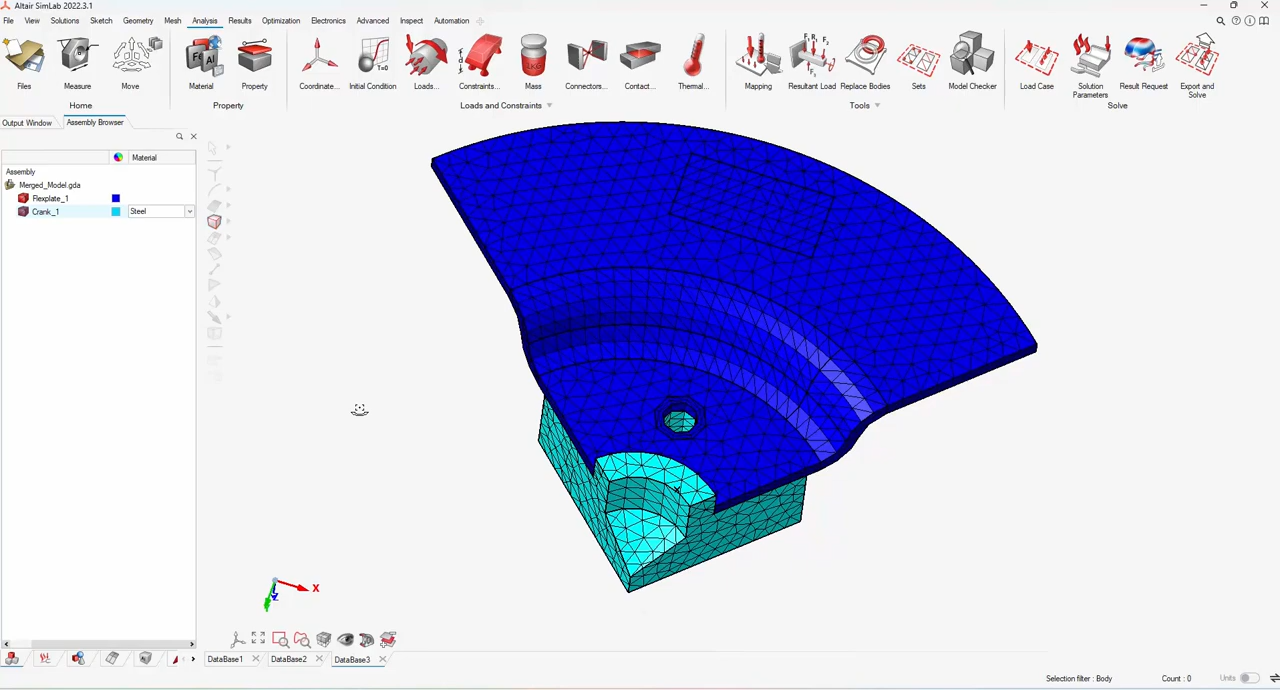 Altair SimLab 2022.3.1
File View Solutions Sketch Geometry Mesh Analysis Results Optimization Electronics Advanced Inspect Automation
Files Measure Move Material Property Coordinate... Initial Condition Loads... Constraints... Mass Connectors... Contact... Thermal... Mapping Resultant Load Replace Bodies Sets Model Checker Load Case Solution Parameters Result Request Export and Solve
Home Property Loads and Constraints Tools Solve
Output Window Assembly Browser
Material
Assembly
Merged_Model.gda
Flexplate_1
Crank_1 Steel
X
Z
DataBase1 DataBase2 DataBase3
Selection filter : Body Count : 0 Units